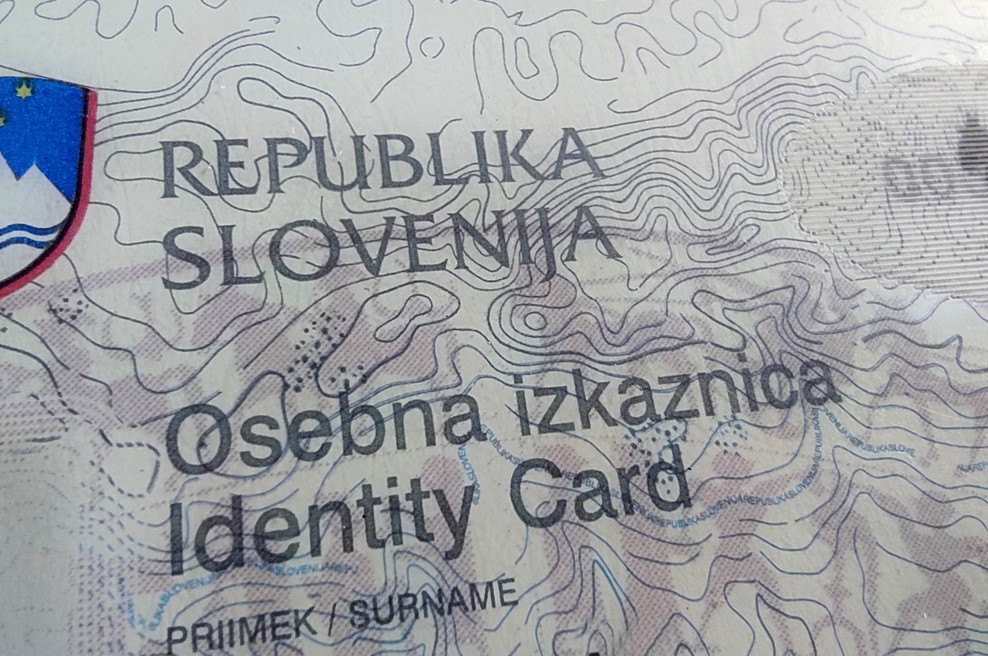 REPUBLIKA
SLOVENIJA
Osebna izkaznica
Identity Card
PRIIMEK / SURNAME